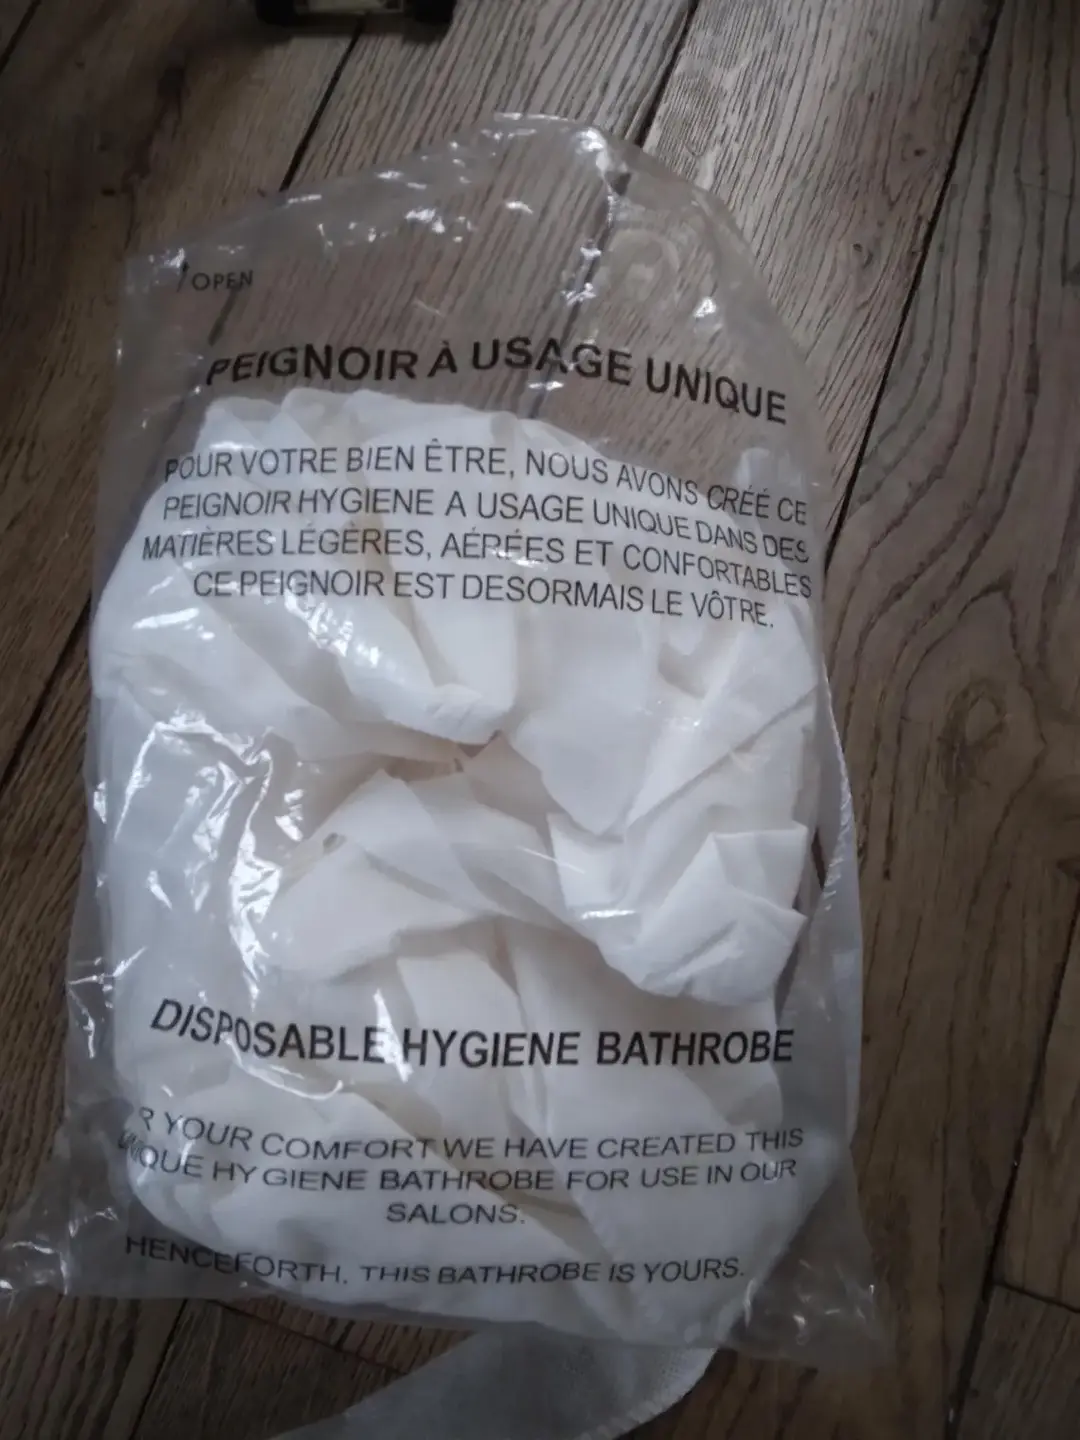 OPEN
PEIGNOIR À USAGE UNIQUE
POUR VOTRE BIEN ÊTRE, NOUS AVONS CRÉÉ CE
PEIGNOIR HYGIENE A USAGE UNIQUE DANS DES
MATIÈRES LÉGÈRES, AÉRÉES ET CONFORTABLES
CE PEIGNOIR EST DESORMAIS LE VÔTRE.
DISPOSABLE HYGIENE BATHROBE
R YOUR COMFORT WE HAVE CREATED THIS
UNIQUE HYGIENE BATHROBE FOR USE IN OUR
SALONS.
HENCEFORTH, THIS BATHROBE IS YOURS.